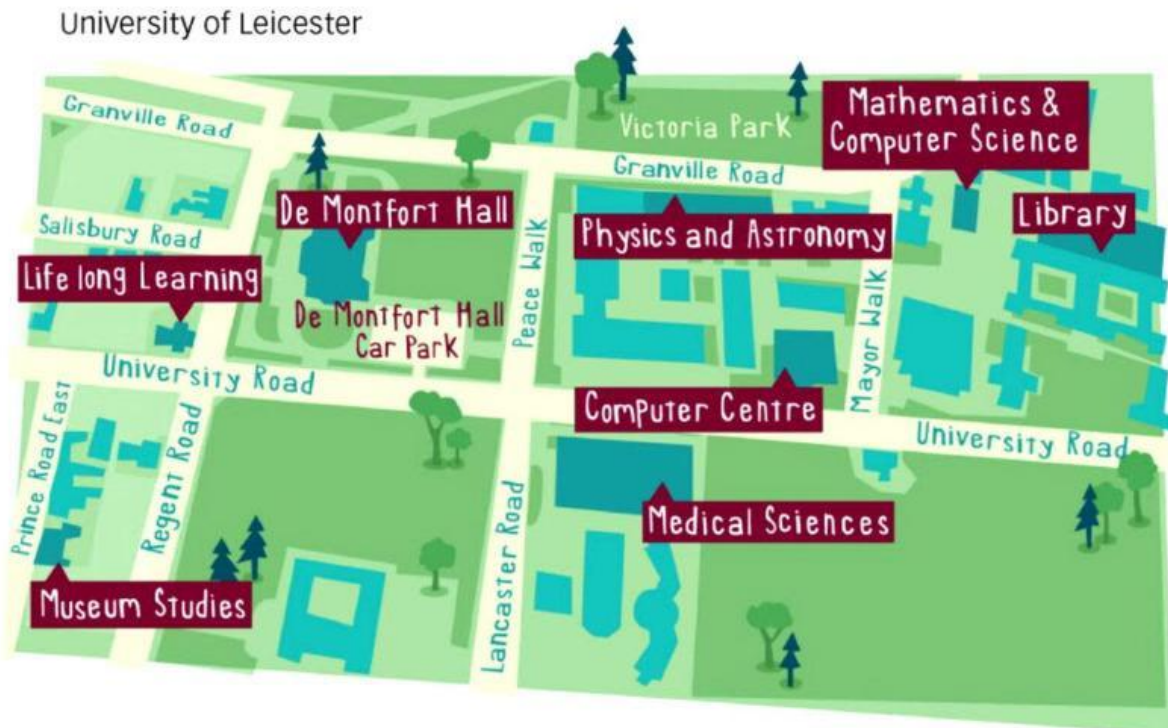 University of Leicester
Granville Road
Victoria Park
Mathematics &
Computer Science
Granville Road
De Montfort Hall
Library
Salisbury Road
Physics and Astronomy
Life long Learning
Peace Walk
De Montfort Hall
Car Park
Mayor Walk
University Road
Computer Centre
University Road
Prince Road East
Regent Road
Medical Sciences
Lancaster Road
Museum Studies